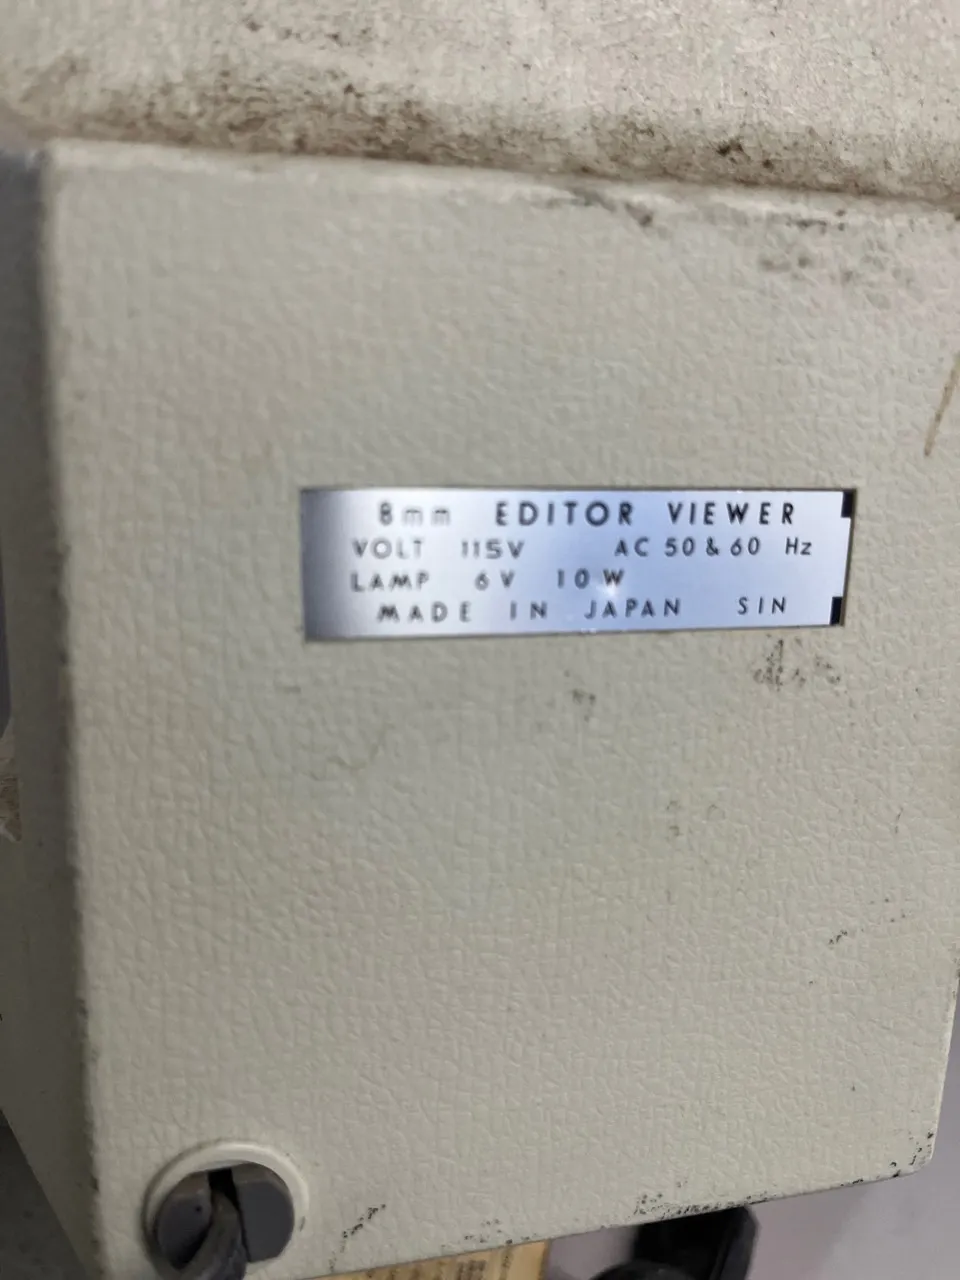 8mm EDITOR VIEWER
VOLT 115V AC 50 & 60 Hz
LAMP 6V 10W
MADE IN JAPAN SIN